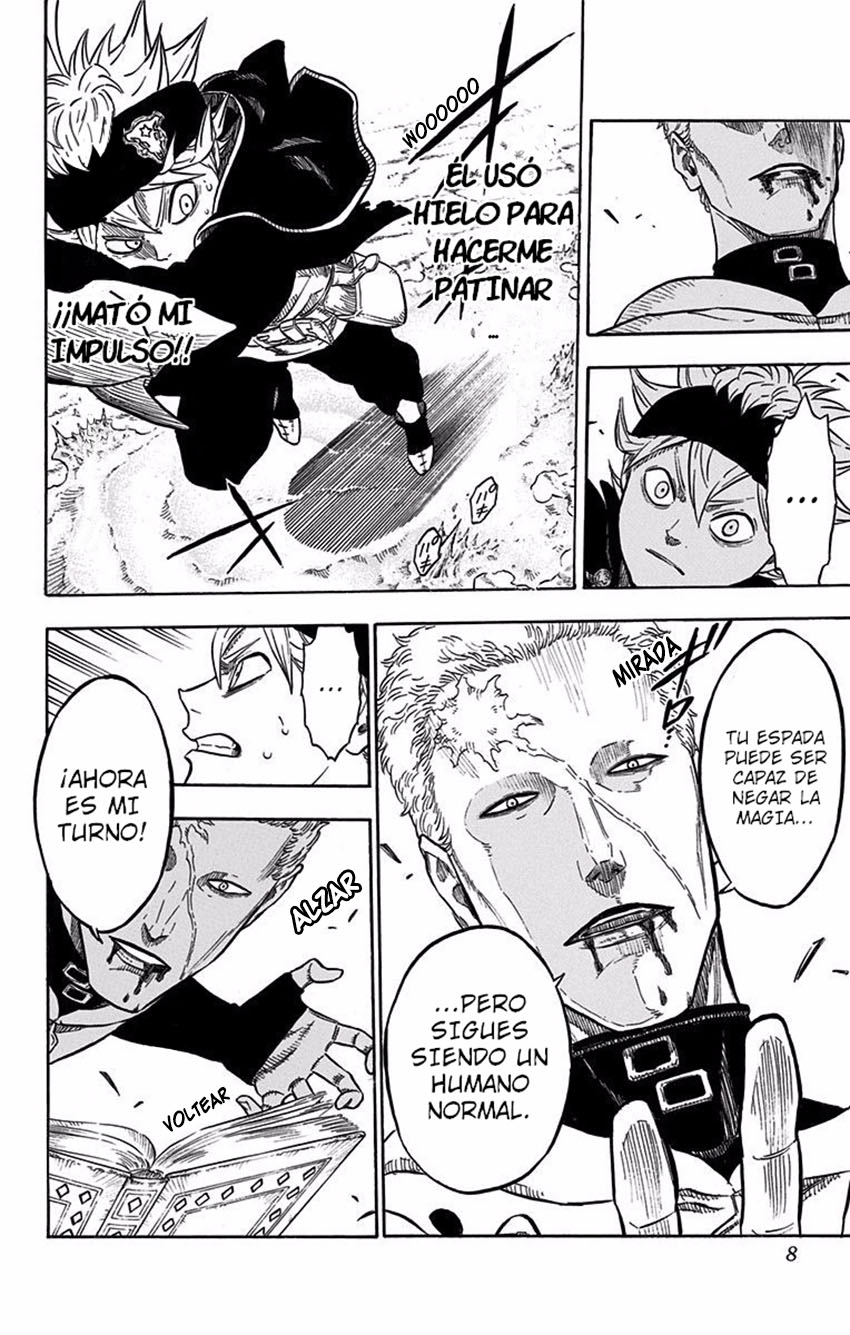 ...
WOOOOOO
ÉL USÓ
HIELO PARA
HACERME
PATINAR
...
¡¡MATÓ MI
IMPULSO!!
MIRADA
TU ESPADA
PUEDE SER
CAPAZ DE
NEGAR LA
MAGIA...
...PERO
SIGUES
SIENDO UN
HUMANO
NORMAL.
...
¡AHORA
ES MI
TURNO!
ALZAR
VOLTEAR
8